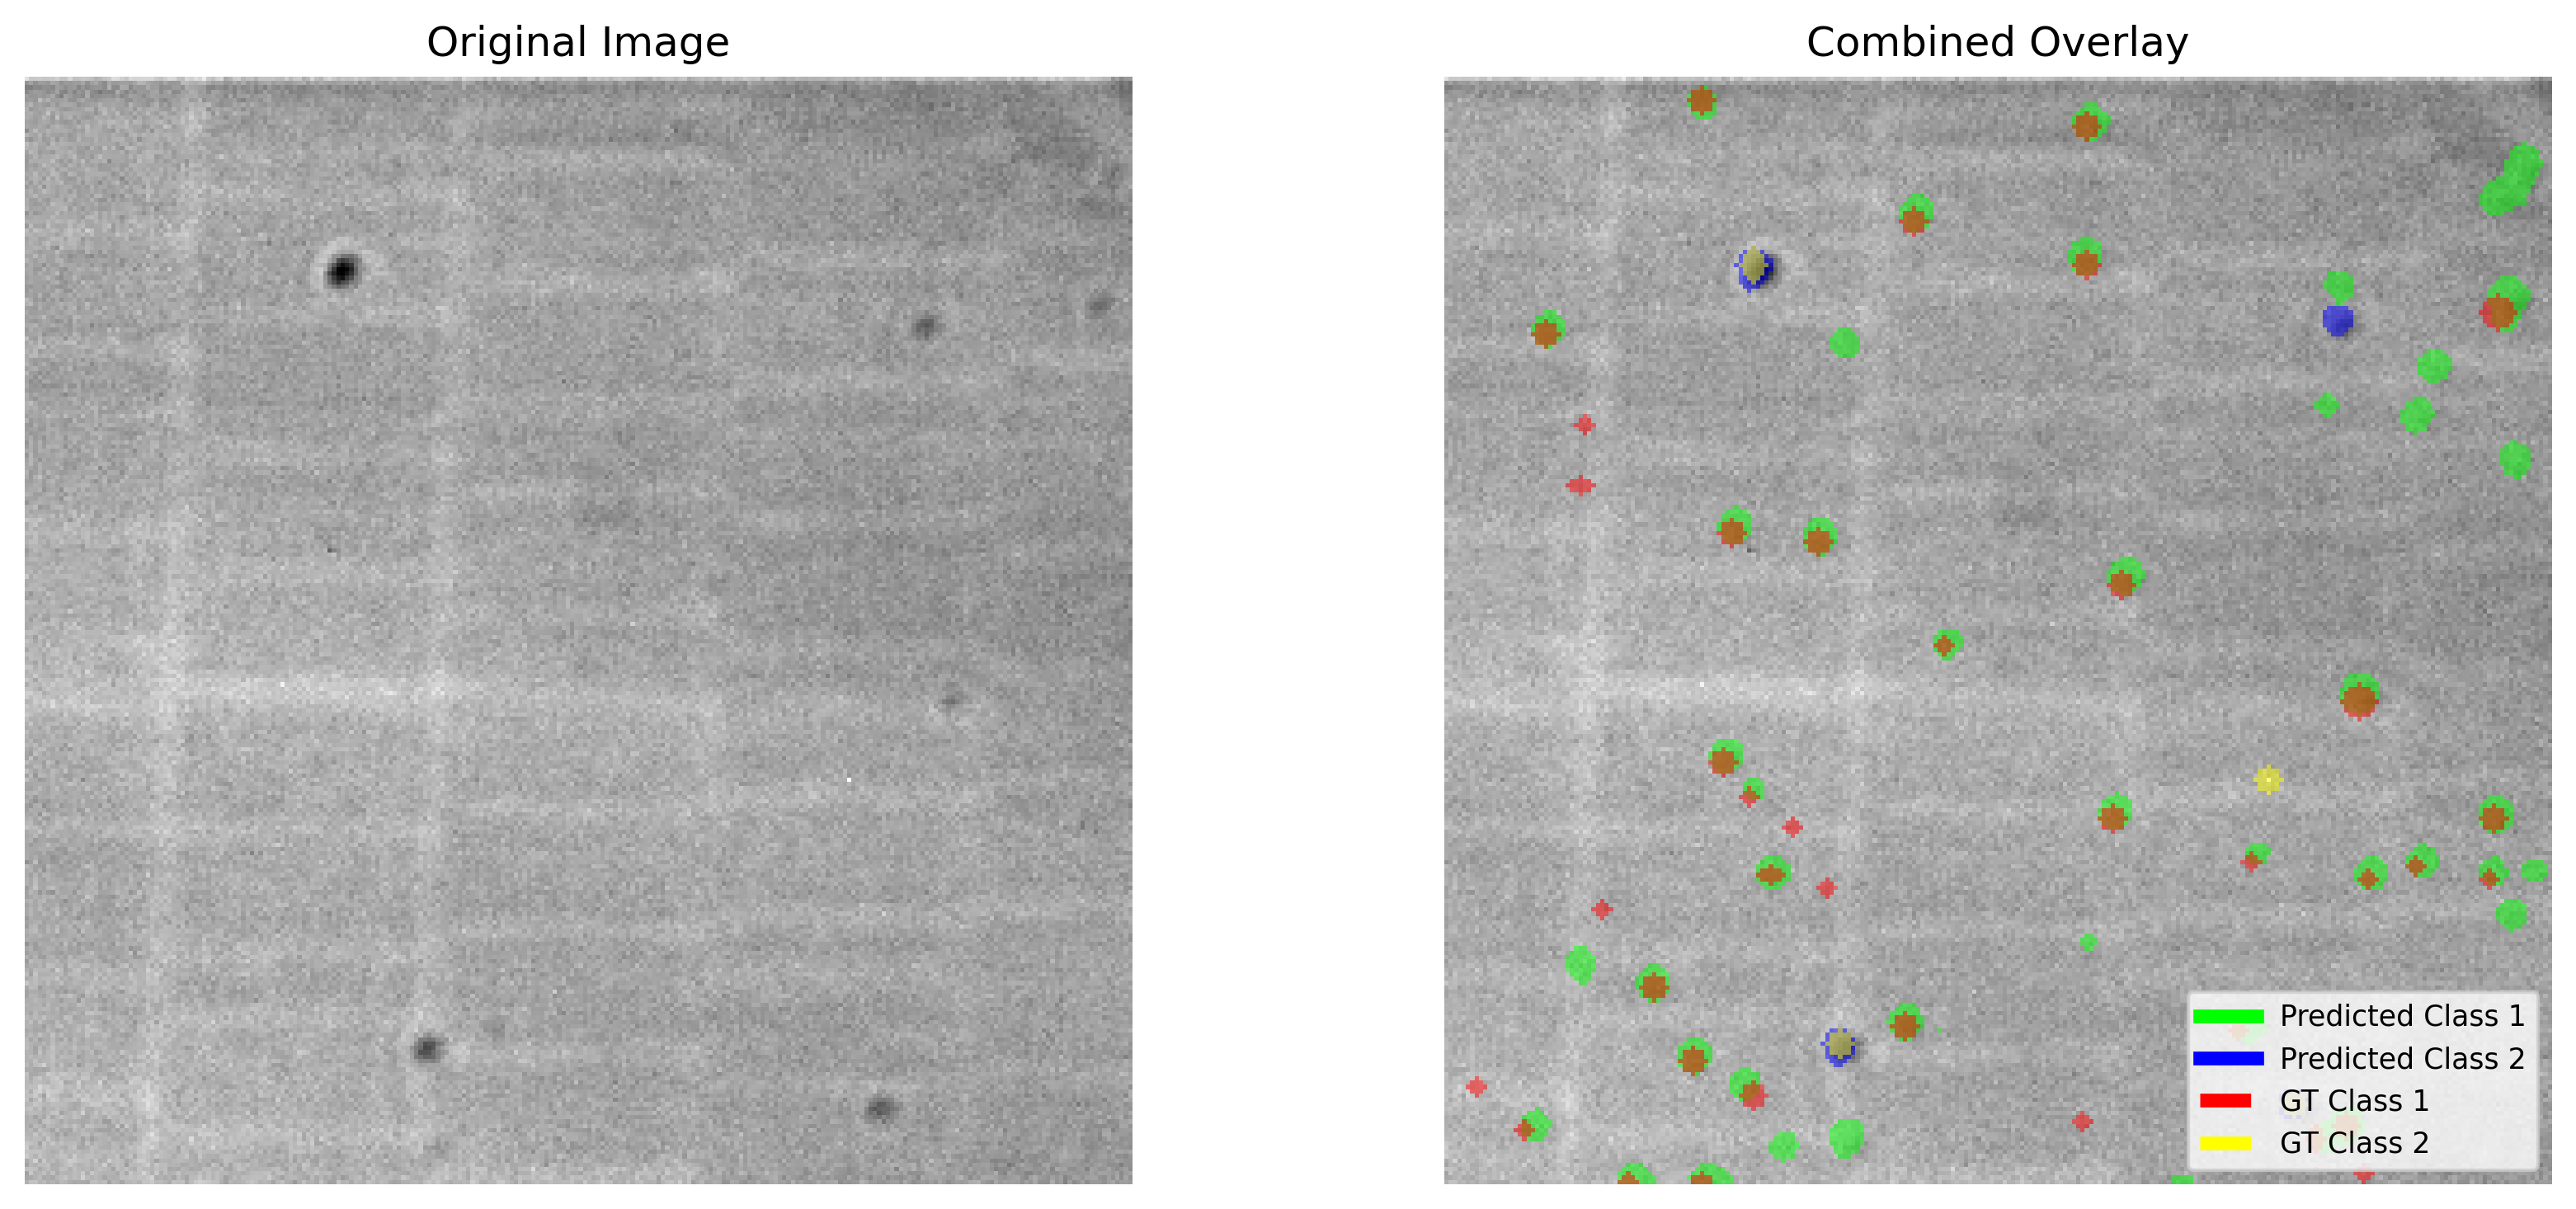 Original Image
Combined Overlay
Predicted Class 1
Predicted Class 2
GT Class 1
GT Class 2